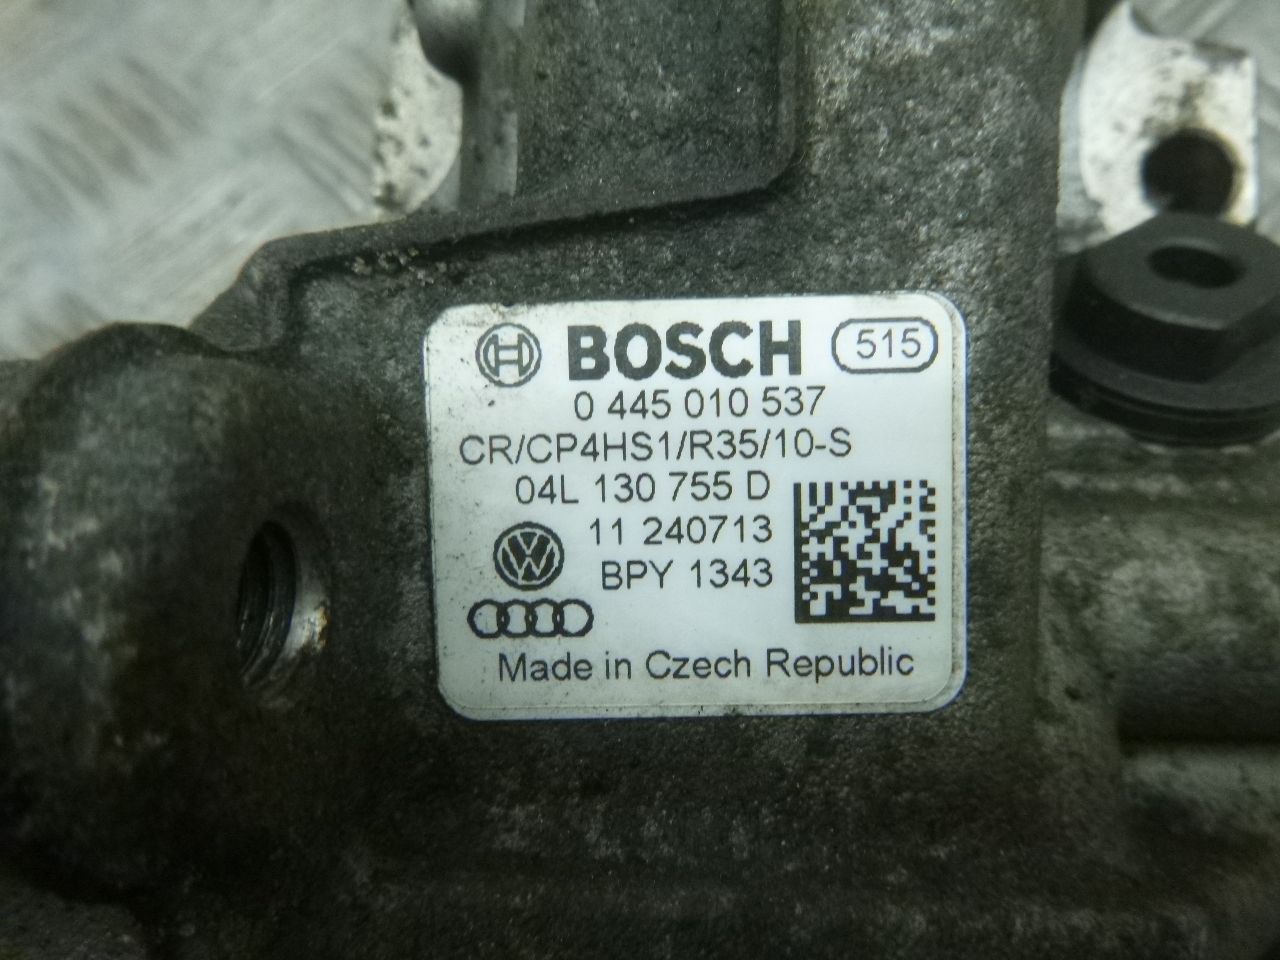 BOSCH 515
0 445 010 537
CR/CP4HS1/R35/10-S
04L 130 755 D
11 240713
BPY 1343
Made in Czech Republic